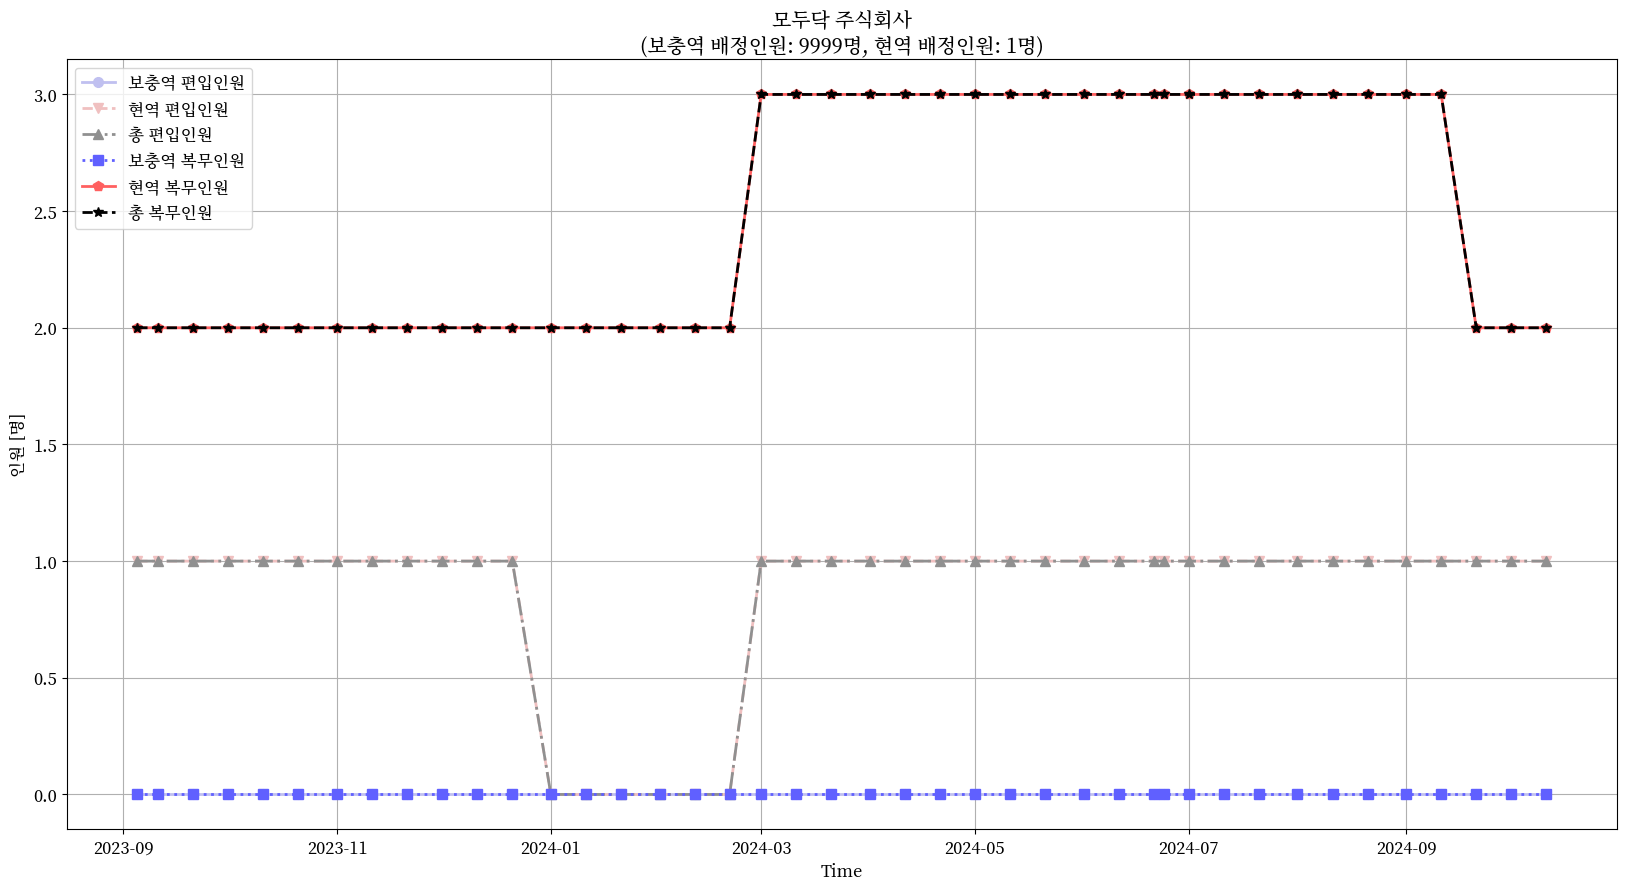 모두닥 주식회사
(보충역 배정인원: 9999명, 현역 배정인원: 1명)
보충역 편입인원
현역 편입인원
총 편입인원
보충역 복무인원
현역 복무인원
총 복무인원
3.0
2.5
2.0
1.5
1.0
0.5
0.0
인원 [명]
2023-09
2023-11
2024-01
2024-03
2024-05
2024-07
2024-09
Time